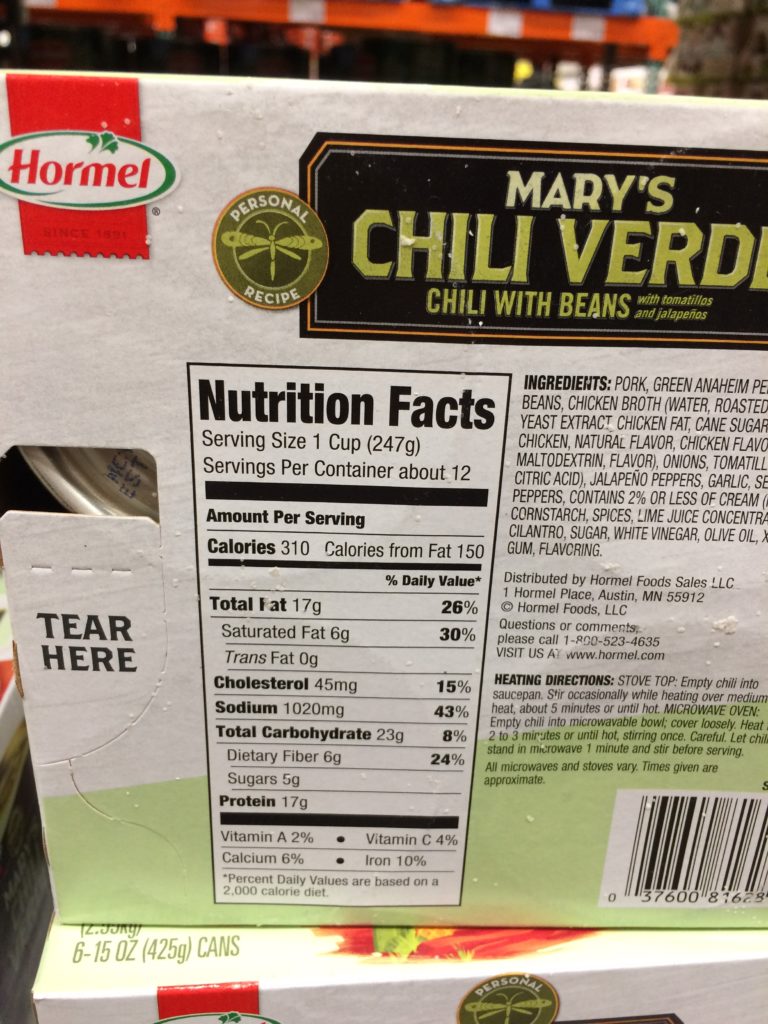 Hormel
®
SINCE 1891
PERSONAL
RECIPE
MARY'S
CHILI VERD
CHILI WITH BEANS with tomatillos
and jalapeños
Nutrition Facts
Serving Size 1 Cup (247g)
Servings Per Container about 12
Amount Per Serving
Calories 310 Calories from Fat 150
% Daily Value*
Total Fat 17g 26%
Saturated Fat 6g 30%
Trans Fat 0g
Cholesterol 45mg 15%
Sodium 1020mg 43%
Total Carbohydrate 23g 8%
Dietary Fiber 6g 24%
Sugars 5g
Protein 17g
Vitamin A 2% • Vitamin C 4%
Calcium 6% • Iron 10%
*Percent Daily Values are based on a
2,000 calorie diet.
INGREDIENTS: PORK, GREEN ANAHEIM
BEANS, CHICKEN BROTH (WATER, ROASTED
YEAST EXTRACT, CHICKEN FAT, CANE SUGAR
CHICKEN, NATURAL FLAVOR, CHICKEN FLAVO
MALTODEXTRIN, FLAVOR), ONIONS, TOMATILL
CITRIC ACID), JALAPEÑO PEPPERS, GARLIC,
PEPPERS, CONTAINS 2% OR LESS OF CREAM
CORNSTARCH, SPICES, LIME JUICE CONCENTRA
CILANTRO, SUGAR, WHITE VINEGAR, OLIVE OIL, X
GUM, FLAVORING.
Distributed by Hormel Foods Sales LLC
1 Hormel Place, Austin, MN 55912
© Hormel Foods, LLC
Questions or comments,
please call 1-800-523-4635
VISIT US AT www.hormel.com
HEATING DIRECTIONS: STOVE TOP: Empty chili into
saucepan. Stir occasionally while heating over medium
heat, about 5 minutes or until hot. MICROWAVE OVEN:
Empty chili into microwavable bowl; cover loosely. Heat
2 to 3 minutes or until hot, stirring once. Careful. Let chili
stand in microwave 1 minute and stir before serving.
All microwaves and stoves vary. Times given are
approximate.
TEAR
HERE
0 37600 81628
6-15 OZ (425g) CANS
Hormel
PERSONAL